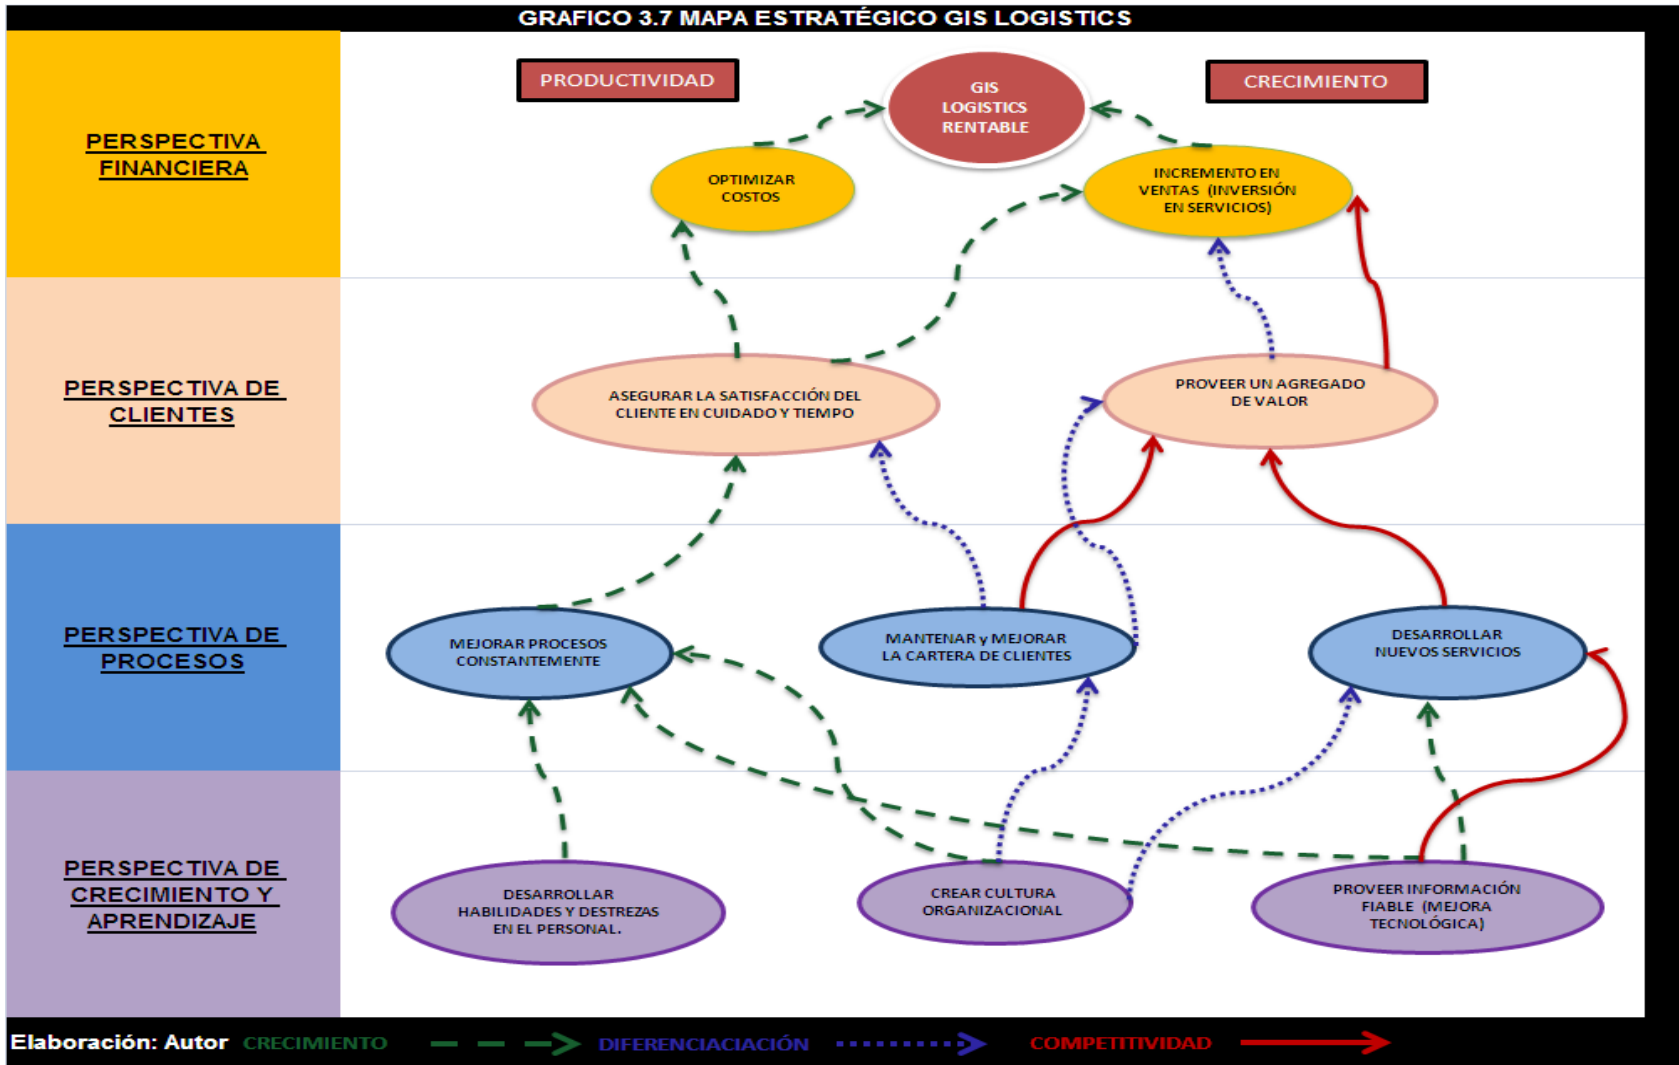 GRAFICO 3.7 MAPA ESTRATÉGICO GIS LOGISTICS
PERSPECTIVA
FINANCIERA
PRODUCTIVIDAD
GIS
LOGISTICS
RENTABLE
CRECIMIENTO
OPTIMIZAR
COSTOS
INCREMENTO EN
VENTAS (INVERSIÓN
EN SERVICIOS)
PERSPECTIVA DE
CLIENTES
ASEGURAR LA SATISFACCIÓN DEL
CLIENTE EN CUIDADO Y TIEMPO
PROVEER UN AGREGADO
DE VALOR
PERSPECTIVA DE
PROCESOS
MEJORAR PROCESOS
CONSTANTEMENTE
MANTENAR y MEJORAR
LA CARTERA DE CLIENTES
DESARROLLAR
NUEVOS SERVICIOS
PERSPECTIVA DE
CRECIMIENTO Y
APRENDIZAJE
DESARROLLAR
HABILIDADES Y DESTREZAS
EN EL PERSONAL.
CREAR CULTURA
ORGANIZACIONAL
PROVEER INFORMACIÓN
FIABLE (MEJORA
TECNOLÓGICA)
Elaboración: Autor CRECIMIENTO DIFERENCIACIACIÓN COMPETITIVIDAD